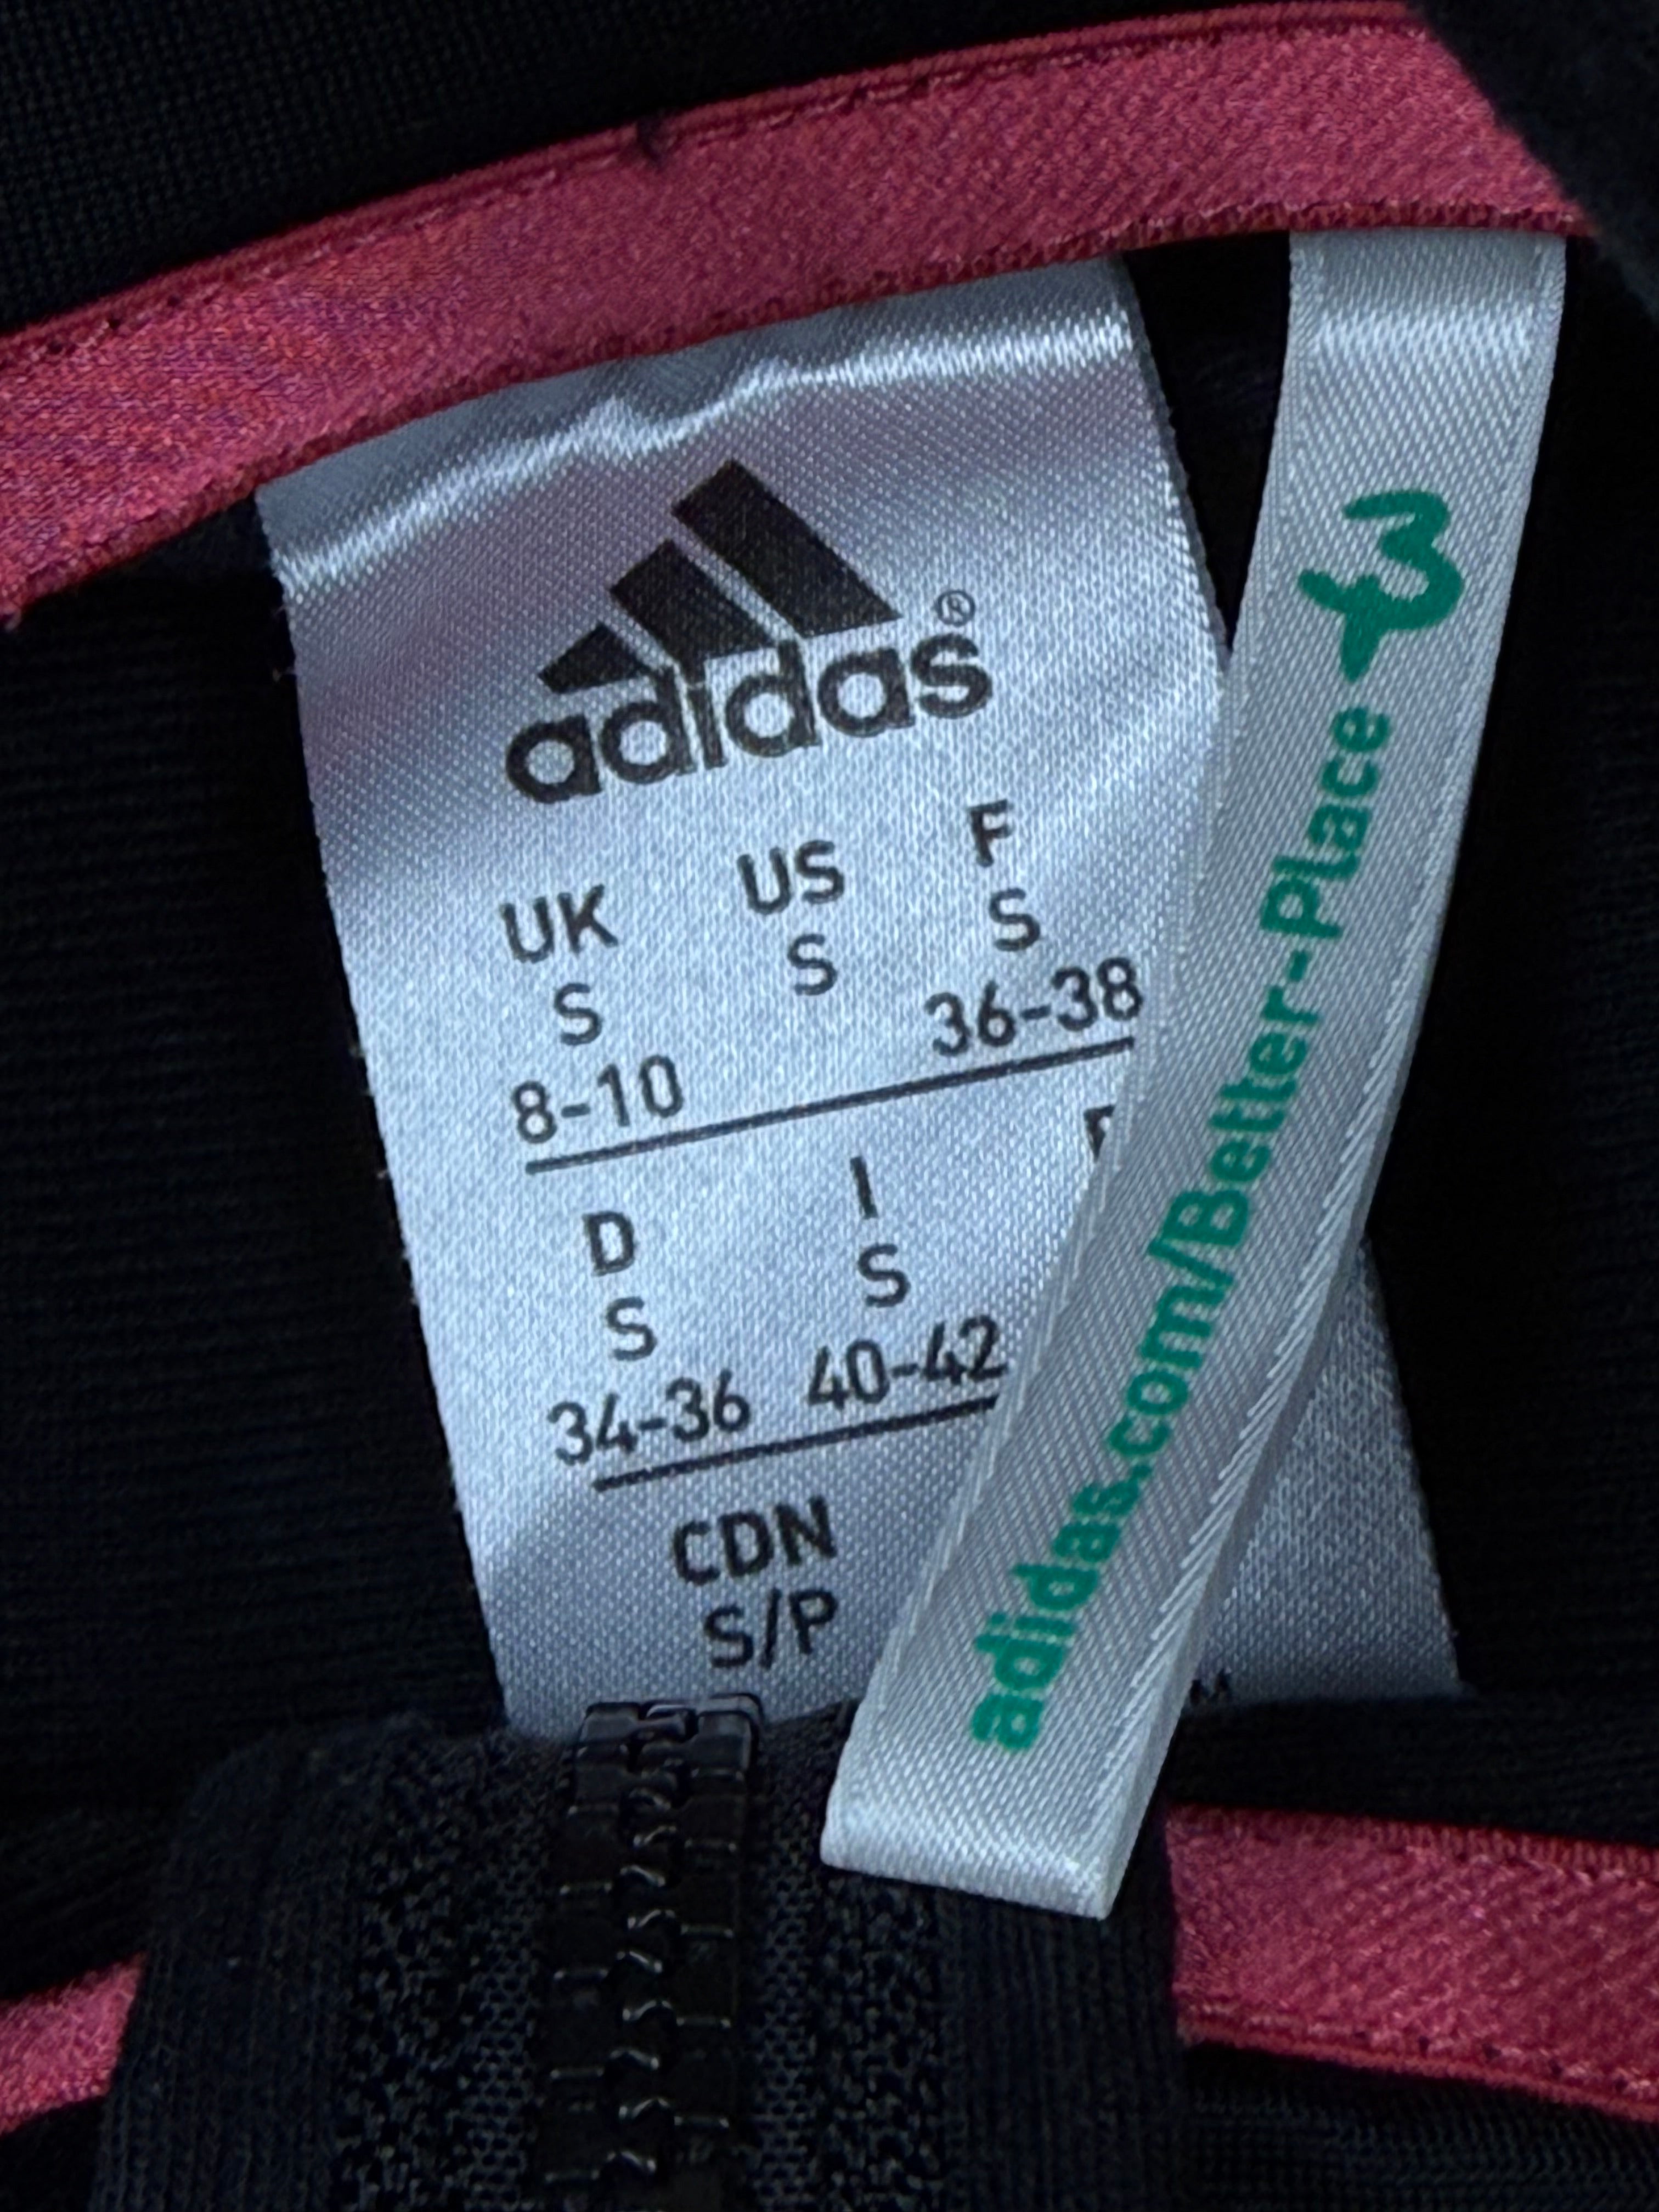 adidas®
UK US F
S S S
8-10 36-38
D I
S S
34-36 40-42
CDN
S/P
adidas.com/Better-Place